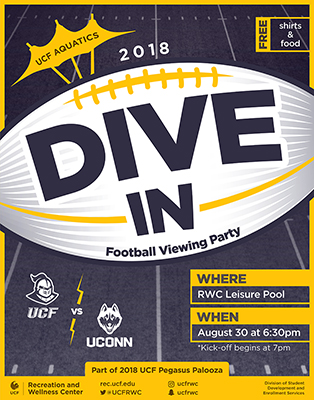 UCF AQUATICS
2018
FREE
shirts
&
food
DIVE
IN
Football Viewing Party
UCF
VS
UCONN
WHERE
RWC Leisure Pool
WHEN
August 30 at 6:30pm
*Kick-off begins at 7pm
Part of 2018 UCF Pegasus Palooza
UCF
Recreation and
Wellness Center
rec.ucf.edu
@UCFRWC
ucfrwc
ucfrwc
Division of Student
Development and
Enrollment Services